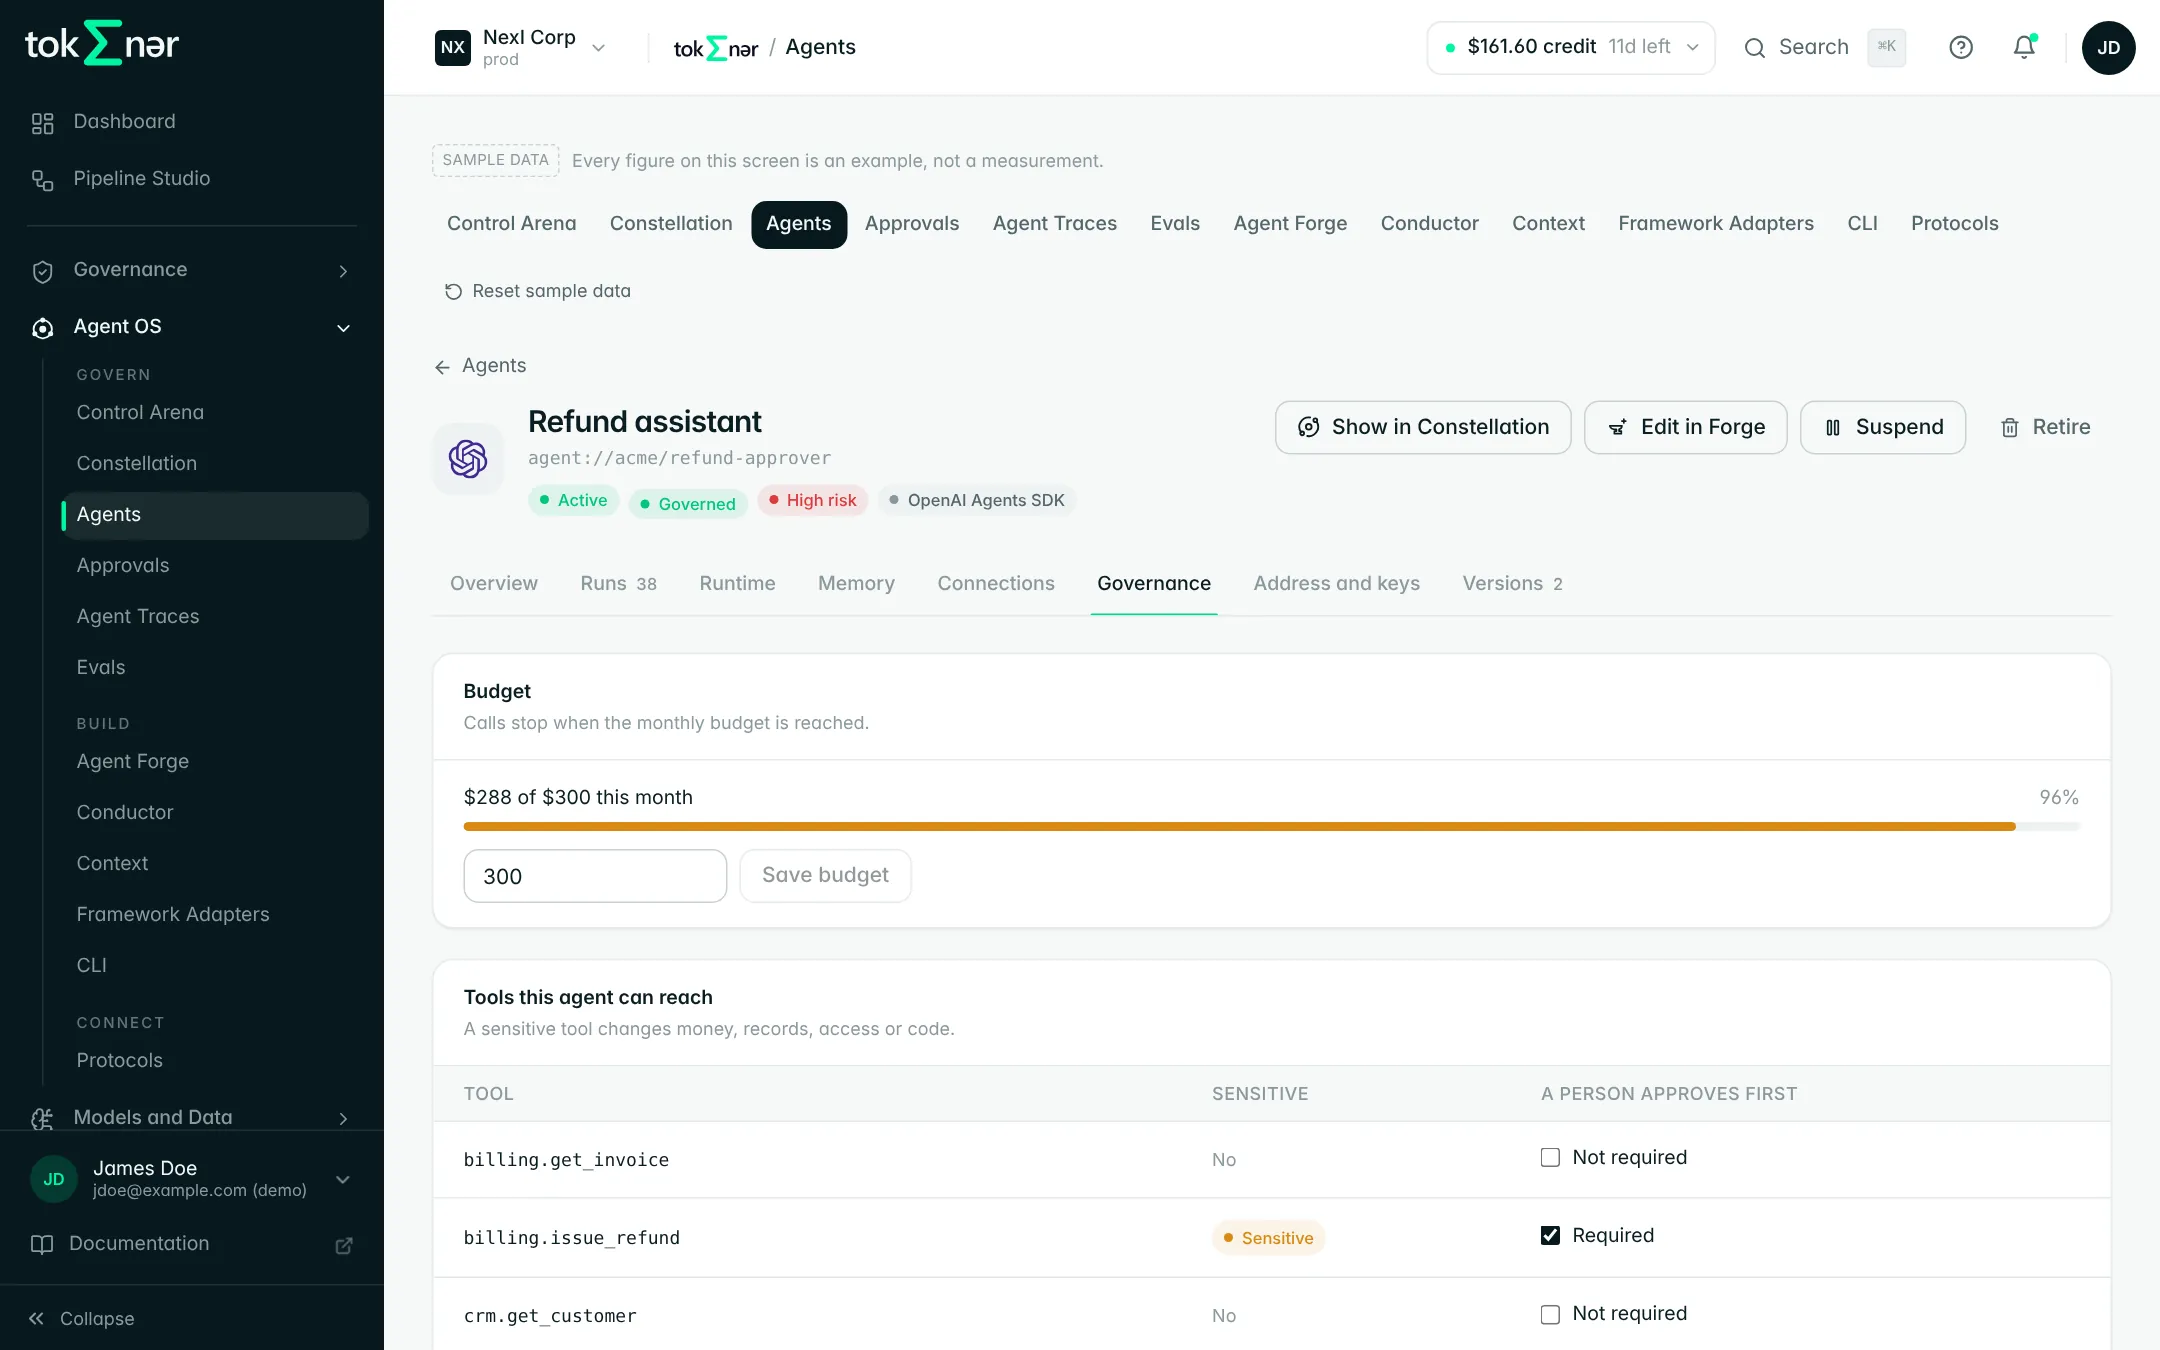 tokΣnər
Dashboard
Pipeline Studio
Governance
Agent OS
GOVERN
Control Arena
Constellation
Agents
Approvals
Agent Traces
Evals
BUILD
Agent Forge
Conductor
Context
Framework Adapters
CLI
CONNECT
Protocols
Models and Data
JD
James Doe
jdoe@example.com (demo)
Documentation
Collapse
NX
Nexl Corp
prod
tokΣnər / Agents
$161.60 credit 11d left
Search ⌘K
JD
SAMPLE DATA Every figure on this screen is an example, not a measurement.
Control Arena Constellation Agents Approvals Agent Traces Evals Agent Forge Conductor Context Framework Adapters CLI Protocols
Reset sample data
Agents
Refund assistant
agent://acme/refund-approver
Active Governed High risk OpenAI Agents SDK
Show in Constellation Edit in Forge Suspend Retire
Overview Runs 38 Runtime Memory Connections Governance Address and keys Versions 2
Budget
Calls stop when the monthly budget is reached.
$288 of $300 this month 96%
300 Save budget
Tools this agent can reach
A sensitive tool changes money, records, access or code.
TOOL SENSITIVE A PERSON APPROVES FIRST
billing.get_invoice No Not required
billing.issue_refund Sensitive Required
crm.get_customer No Not required